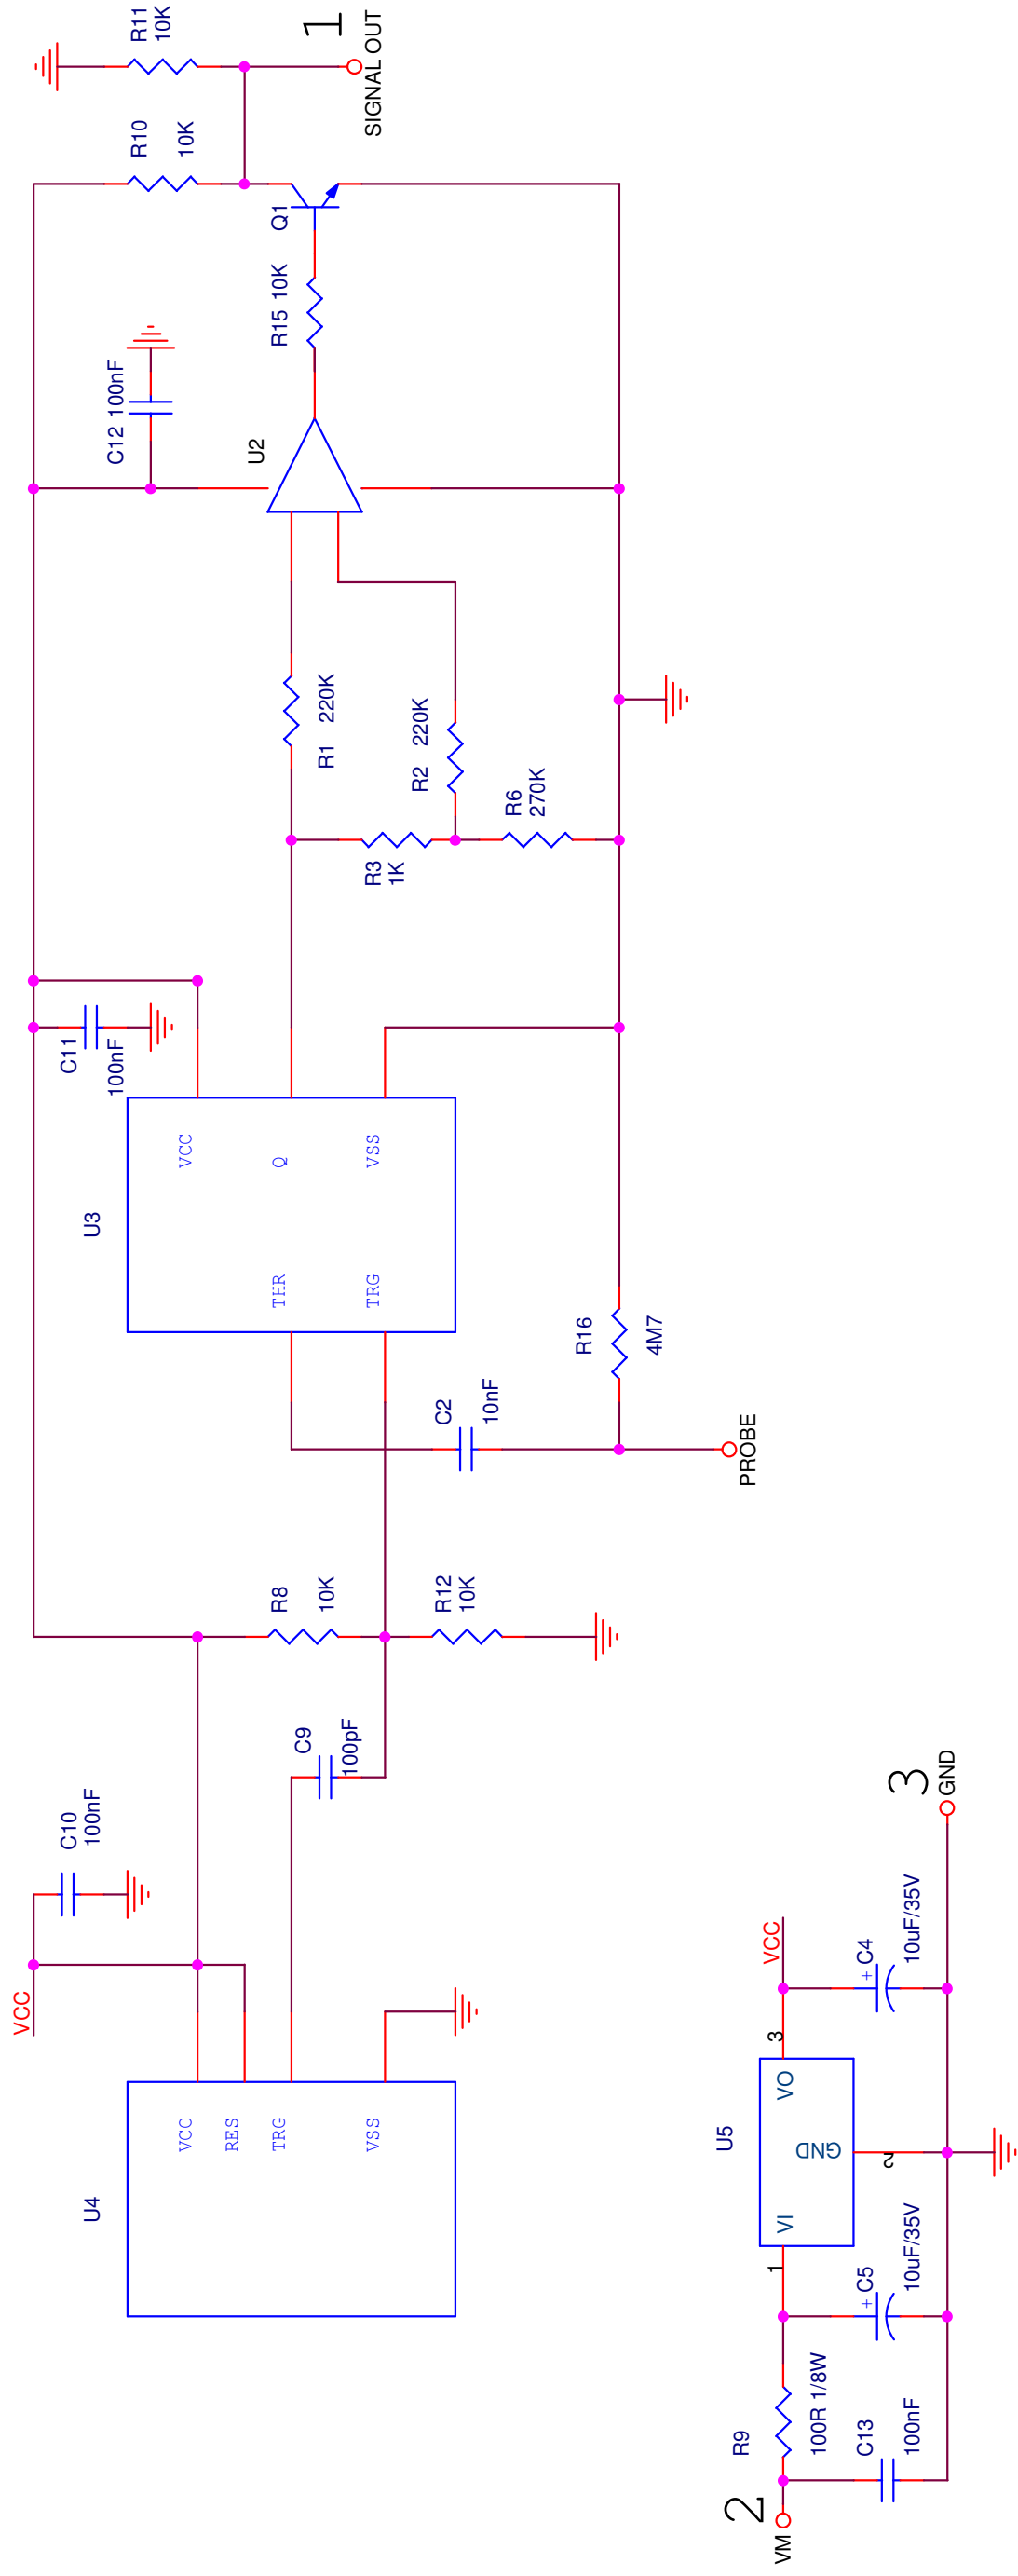 VCC
C10
100nF
U4
VCC
RES
TRG
VSS
C9
100pF
R8
10K
R12
10K
C2
10nF
PROBE
R16
4M7
U3
THR
TRG
VCC
Q
VSS
C11
100nF
R3
1K
R6
270K
R1 220K
R2 220K
U2
C12 100nF
R15 10K
Q1
R10
10K
R11
10K
1
SIGNAL OUT
2
VM
R9
100R 1/8W
C13
100nF
+ C5
10uF/35V
U5
1
VI
GND
2
VO
3
VCC
+ C4
10uF/35V
3
GND